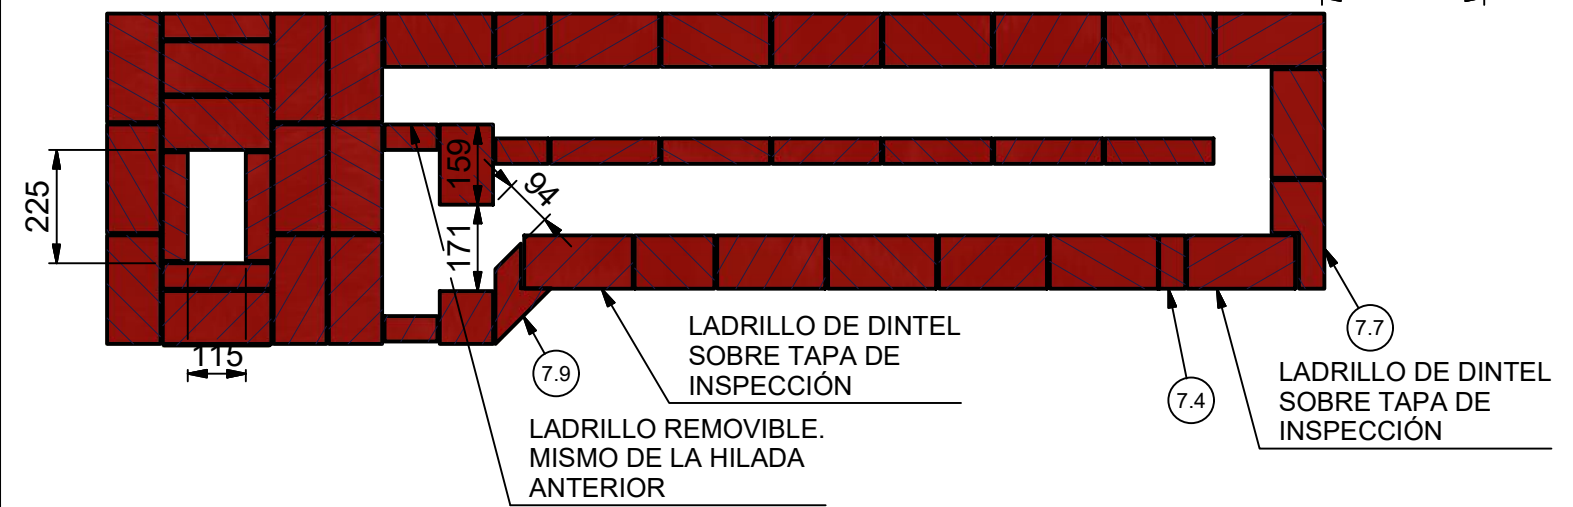 225
159
94
171
115
7.9
LADRILLO DE DINTEL
SOBRE TAPA DE
INSPECCIÓN
7.4
7.7
LADRILLO DE DINTEL
SOBRE TAPA DE
INSPECCIÓN
LADRILLO REMOVIBLE.
MISMO DE LA HILADA
ANTERIOR